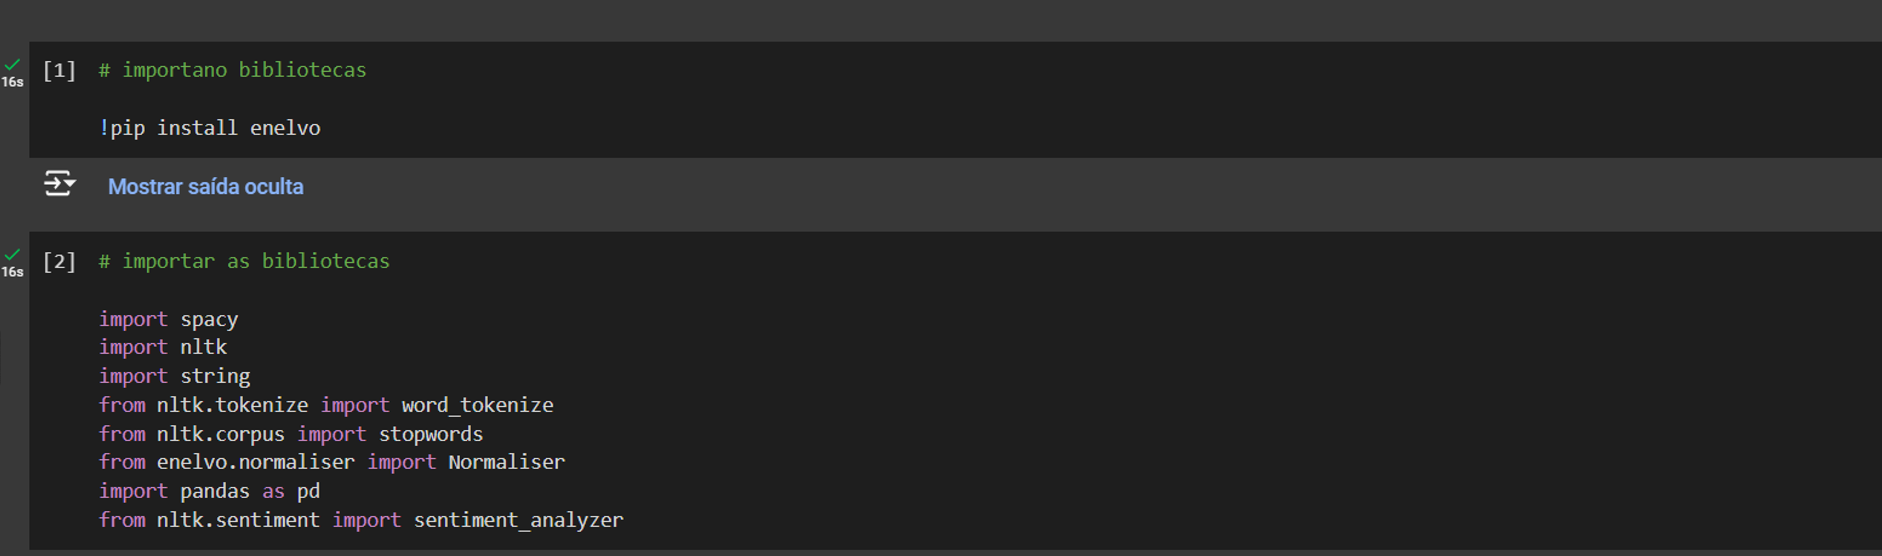 [1] # importano bibliotecas
16s
!pip install enelvo
Mostrar saída oculta
[2] # importar as bibliotecas
16s
import spacy
import nltk
import string
from nltk.tokenize import word_tokenize
from nltk.corpus import stopwords
from enelvo.normaliser import Normaliser
import pandas as pd
from nltk.sentiment import sentiment_analyzer